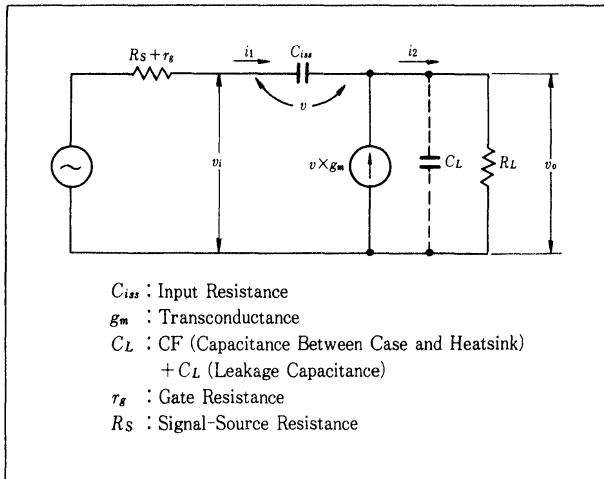 Rs + rg
i1
Ciss
i2
v
vi
v×gm
CL
RL
vo
Ciss : Input Resistance
gm : Transconductance
CL : CF (Capacitance Between Case and Heatsink)
+ CL (Leakage Capacitance)
rg : Gate Resistance
Rs : Signal-Source Resistance